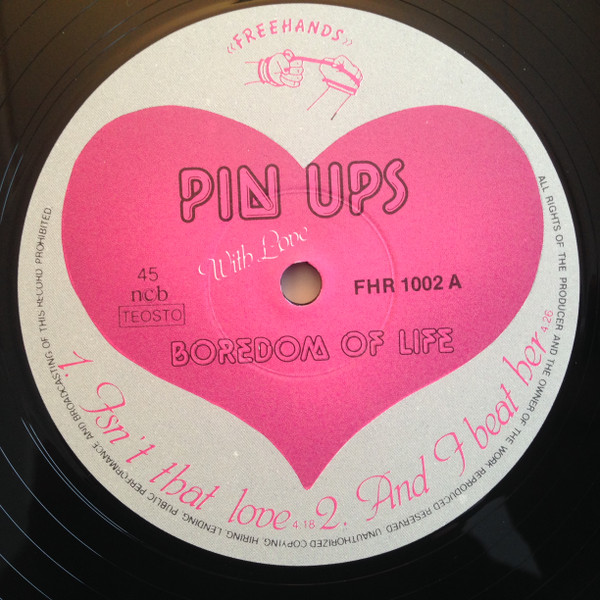 «FREEHANDS»
PIN UPS
With Love
45
ncb
TEOSTO
FHR 1002 A
BOREDOM OF LIFE
1. Isn't that love 4.18 2. And I beat her 4.26
ALL RIGHTS OF THE PRODUCER AND THE OWNER OF THE WORK REPRODUCED RESERVED. UNAUTHORIZED COPYING, HIRING, LENDING, PUBLIC PERFORMANCE AND BROADCASTING OF THIS RECORD PROHIBITED